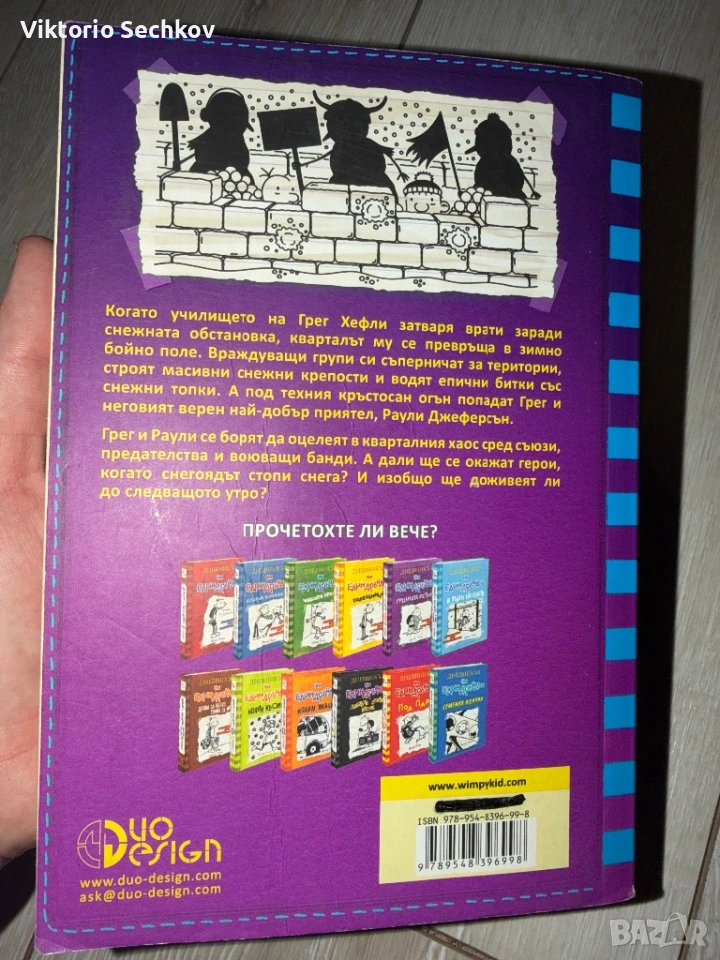 Viktorio Sechkov
Когато училището на Грег Хефли затваря врати заради
снежната обстановка, кварталът му се превръща в зимно
бойно поле. Враждуващи групи си съперничат за територии,
строят масивни снежни крепости и водят епични битки със
снежни топки. А под техния кръстосан огън попадат Грег и
неговият верен най-добър приятел, Раули Джеферсън.
Грег и Раули се борят да оцелеят в кварталния хаос сред съюзи,
предателства и воюващи банди. А дали ще се окажат герои,
когато снегоядът стопи снега? И изобщо ще доживеят ли
до следващото утро?
ПРОЧЕТОХТЕ ЛИ ВЕЧЕ?
www.wimpykid.com
ISBN 978-954-8396-99-8
9 789548 396998
Duo
Design
www.duo-design.com
ask@duo-design.com
BAZAR